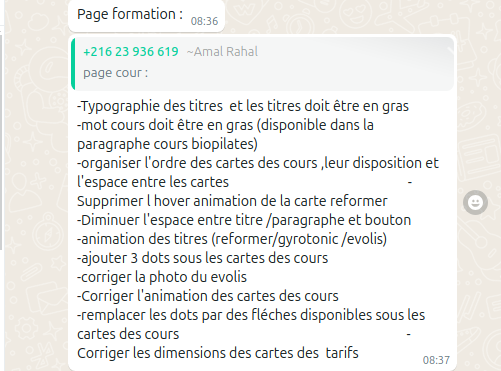 Page formation :
08:36
+216 23 936 619 ~Amal Rahal
page cour :
-Typographie des titres et les titres doit être en gras
-mot cours doit être en gras (disponible dans la
paragraphe cours biopilates)
-organiser l'ordre des cartes des cours ,leur disposition et
l'espace entre les cartes -
Supprimer l hover animation de la carte reformer
-Diminuer l'espace entre titre /paragraphe et bouton
-animation des titres (reformer/gyrotonic /evolis)
-ajouter 3 dots sous les cartes des cours
-corriger la photo du evolis
-Corriger l'animation des cartes des cours
-remplacer les dots par des fléches disponibles sous les
cartes des cours -
Corriger les dimensions des cartes des tarifs
08:37